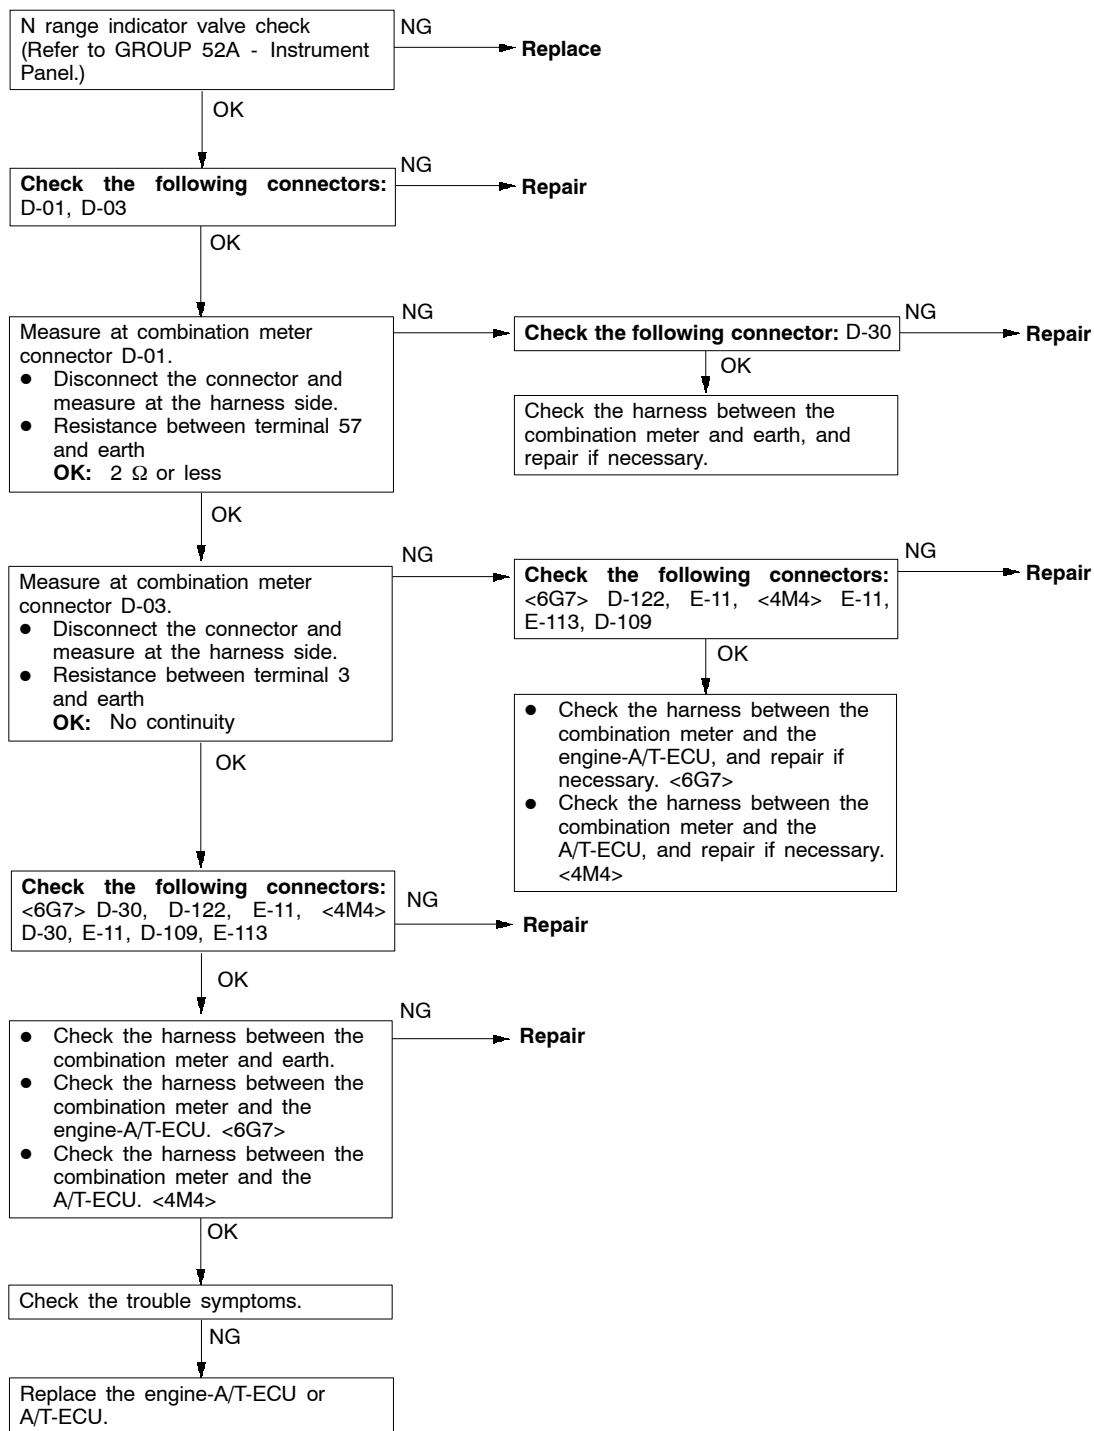 N range indicator valve check
(Refer to GROUP 52A - Instrument
Panel.)
NG
Replace
OK
Check the following connectors:
D-01, D-03
NG
Repair
OK
Measure at combination meter
connector D-01.
● Disconnect the connector and
measure at the harness side.
● Resistance between terminal 57
and earth
OK: 2 Ω or less
NG
Check the following connector: D-30
NG
Repair
OK
Check the harness between the
combination meter and earth, and
repair if necessary.
OK
Measure at combination meter
connector D-03.
● Disconnect the connector and
measure at the harness side.
● Resistance between terminal 3
and earth
OK: No continuity
NG
Check the following connectors:
<6G7> D-122, E-11, <4M4> E-11,
E-113, D-109
NG
Repair
OK
● Check the harness between the
combination meter and the
engine-A/T-ECU, and repair if
necessary. <6G7>
● Check the harness between the
combination meter and the
A/T-ECU, and repair if necessary.
<4M4>
OK
Check the following connectors:
<6G7> D-30, D-122, E-11, <4M4>
D-30, E-11, D-109, E-113
NG
Repair
OK
● Check the harness between the
combination meter and earth.
● Check the harness between the
combination meter and the
engine-A/T-ECU. <6G7>
● Check the harness between the
combination meter and the
A/T-ECU. <4M4>
NG
Repair
OK
Check the trouble symptoms.
NG
Replace the engine-A/T-ECU or
A/T-ECU.